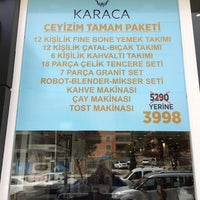 KARACA
ÇEYİZİM TAMAM PAKETİ
12 KİŞİLİK FINE BONE YEMEK TAKIMI
12 KİŞİLİK ÇATAL-BIÇAK TAKIMI
6 KİŞİLİK KAHVALTI TAKIMI
18 PARÇA ÇELİK TENCERE SETİ
7 PARÇA GRANİT SET
ROBOT-BLENDER-MİKSER SETİ
KAHVE MAKİNASI
ÇAY MAKİNASI
TOST MAKİNASI
5290
YERİNE
3998